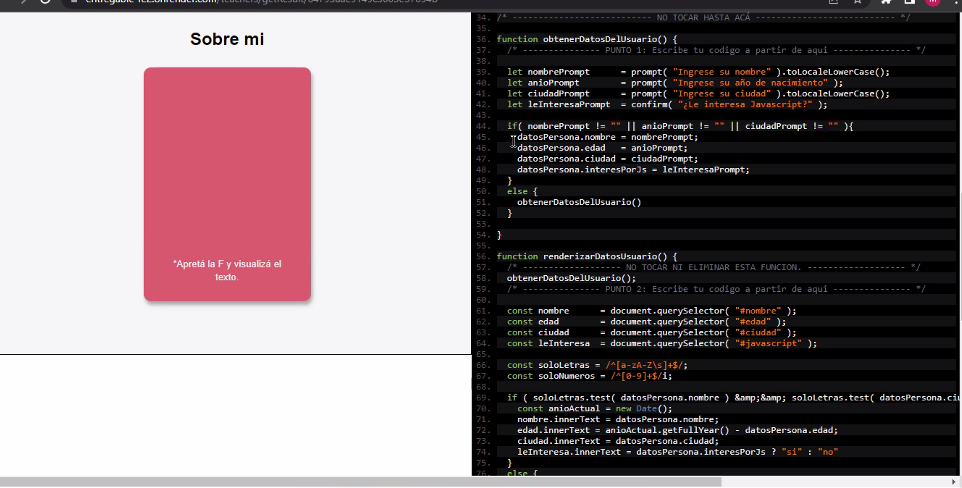 Sobre mi
*Apretá la F y visualizá el
texto.
34. /* ---------------------------- NO TOCAR HASTA ACÁ ---------------------------- */
35.
36. function obtenerDatosDelUsuario() {
37. /* --------------- PUNTO 1: Escribe tu codigo a partir de aqui --------------- */
38.
39. let nombrePrompt = prompt( "Ingrese su nombre" ).toLocaleLowerCase();
40. let anioPrompt = prompt( "Ingrese su año de nacimiento" );
41. let ciudadPrompt = prompt( "Ingrese su ciudad" ).toLocaleLowerCase();
42. let leInteresaPrompt = confirm( "¿Le interesa Javascript?" );
43.
44. if( nombrePrompt != "" || anioPrompt != "" || ciudadPrompt != "" ){
45. datosPersona.nombre = nombrePrompt;
46. datosPersona.edad = anioPrompt;
47. datosPersona.ciudad = ciudadPrompt;
48. datosPersona.interesPorJs = leInteresaPrompt;
49. }
50. else {
51. obtenerDatosDelUsuario()
52. }
53.
54. }
55.
56. function renderizarDatosUsuario() {
57. /* ------------------- NO TOCAR NI ELIMINAR ESTA FUNCION. ------------------- */
58. obtenerDatosDelUsuario();
59. /* --------------- PUNTO 2: Escribe tu codigo a partir de aqui --------------- */
60.
61. const nombre = document.querySelector( "#nombre" );
62. const edad = document.querySelector( "#edad" );
63. const ciudad = document.querySelector( "#ciudad" );
64. const leInteresa = document.querySelector( "#javascript" );
65.
66. const soloLetras = /^[a-zA-Z\s]+$/;
67. const soloNumeros = /^[0-9]+$/i;
68.
69. if ( soloLetras.test( datosPersona.nombre ) &amp;&amp; soloLetras.test( datosPersona.ciu
70. const anioActual = new Date();
71. nombre.innerText = datosPersona.nombre;
72. edad.innerText = anioActual.getFullYear() - datosPersona.edad;
73. ciudad.innerText = datosPersona.ciudad;
74. leInteresa.innerText = datosPersona.interesPorJs ? "si" : "no"
75. }
76. else {